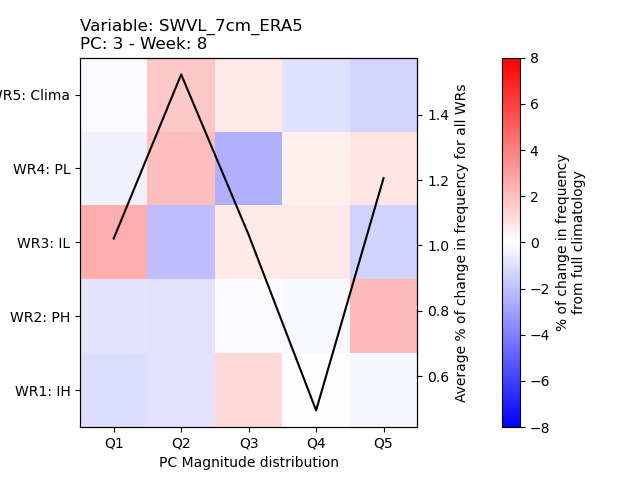 Variable: SWVL_7cm_ERA5
PC: 3 - Week: 8
WR5: Clima
WR4: PL
WR3: IL
WR2: PH
WR1: IH
Q1 Q2 Q3 Q4 Q5
PC Magnitude distribution
1.4
1.2
1.0
0.8
0.6
Average % of change in frequency for all WRs
8
6
4
2
0
−2
−4
−6
−8
% of change in frequency
from full climatology